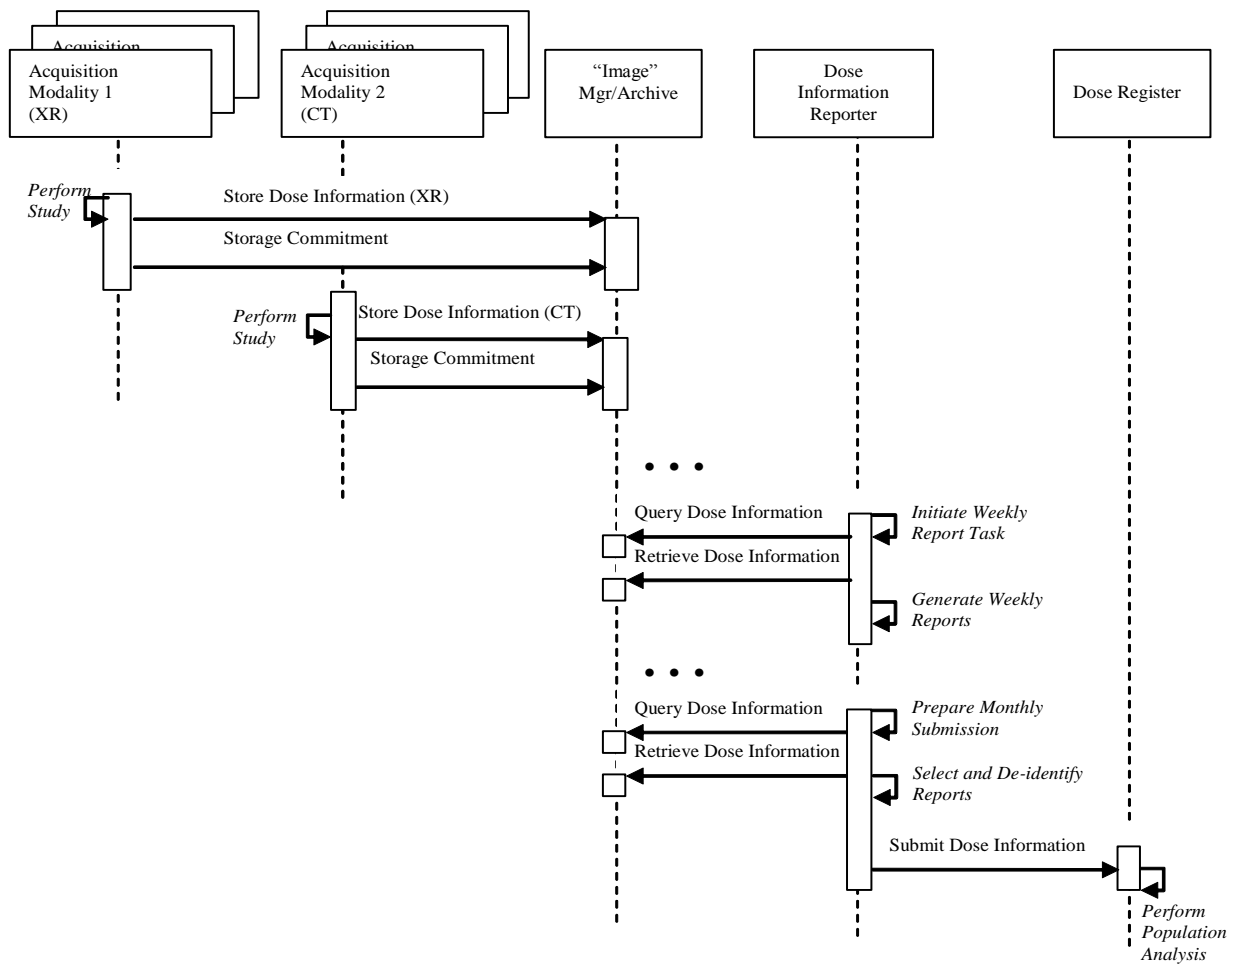 Acquisition
Acquisition
Modality 1
(XR)
Acquisition
Acquisition
Modality 2
(CT)
“Image”
Mgr/Archive
Dose
Information
Reporter
Dose Register
Perform
Study
Store Dose Information (XR)
Storage Commitment
Perform
Study
Store Dose Information (CT)
Storage Commitment
• • •
Query Dose Information
Initiate Weekly
Report Task
Retrieve Dose Information
Generate Weekly
Reports
• • •
Query Dose Information
Prepare Monthly
Submission
Retrieve Dose Information
Select and De-identify
Reports
Submit Dose Information
Perform
Population
Analysis